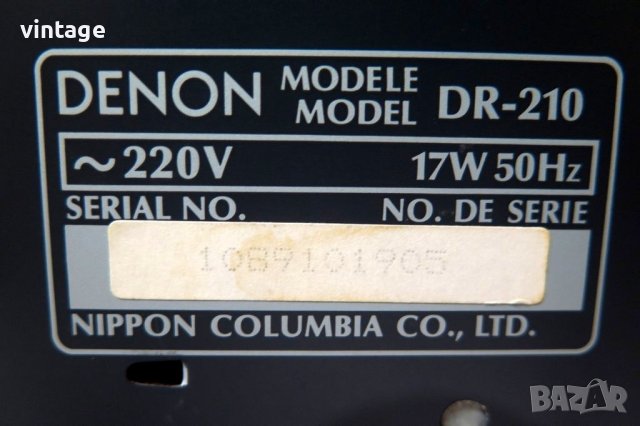 vintage
DENON MODELE MODEL DR-210
~220V 17W 50Hz
SERIAL NO. NO. DE SERIE
10B9101905
NIPPON COLUMBIA CO., LTD.
BAZAR